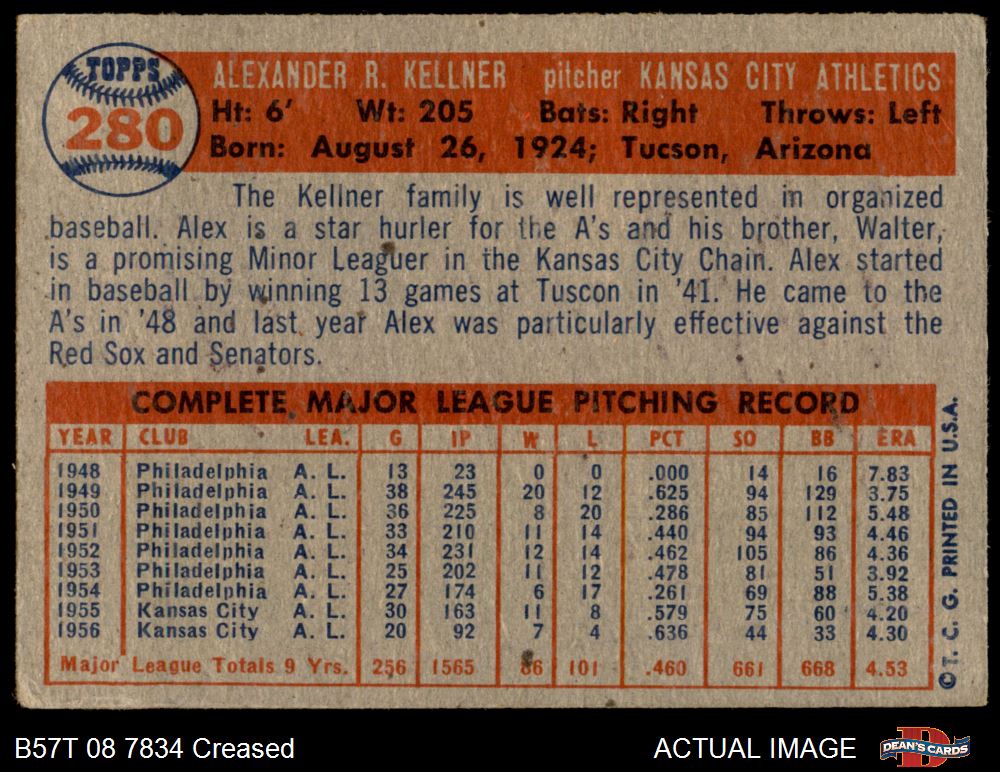 TOPPS
280
ALEXANDER R. KELLNER pitcher KANSAS CITY ATHLETICS
Ht: 6' Wt: 205 Bats: Right Throws: Left
Born: August 26, 1924; Tucson, Arizona
The Kellner family is well represented in organized
baseball. Alex is a star hurler for the A's and his brother, Walter,
is a promising Minor Leaguer in the Kansas City Chain. Alex started
in baseball by winning 13 games at Tuscon in '41. He came to the
A's in '48 and last year Alex was particularly effective against the
Red Sox and Senators.
COMPLETE MAJOR LEAGUE PITCHING RECORD
YEAR CLUB LEA. G IP W L PCT SO BB ERA
1948 Philadelphia A. L. 13 23 0 0 .000 14 16 7.83
1949 Philadelphia A. L. 38 245 20 12 .625 94 129 3.75
1950 Philadelphia A. L. 36 225 8 20 .286 85 112 5.48
1951 Philadelphia A. L. 33 210 11 14 .440 94 93 4.46
1952 Philadelphia A. L. 34 231 12 14 .462 105 86 4.36
1953 Philadelphia A. L. 25 202 11 12 .478 81 51 3.92
1954 Philadelphia A. L. 27 174 6 17 .261 69 88 5.38
1955 Kansas City A. L. 30 163 11 8 .579 75 60 4.20
1956 Kansas City A. L. 20 92 7 4 .636 44 33 4.30
Major League Totals 9 Yrs. 256 1565 86 101 .460 661 668 4.53
©T. C. G. PRINTED IN U.S.A.
B57T 08 7834 Creased
ACTUAL IMAGE
DEAN'S CARDS